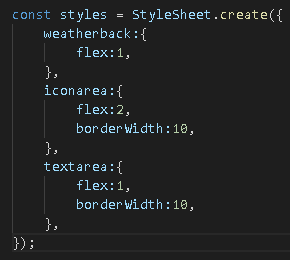 const styles = StyleSheet.create({
    weatherback:{
        flex:1,
    },
    iconarea:{
        flex:2,
        borderWidth:10,
    },
    textarea:{
        flex:1,
        borderWidth:10,
    },
});